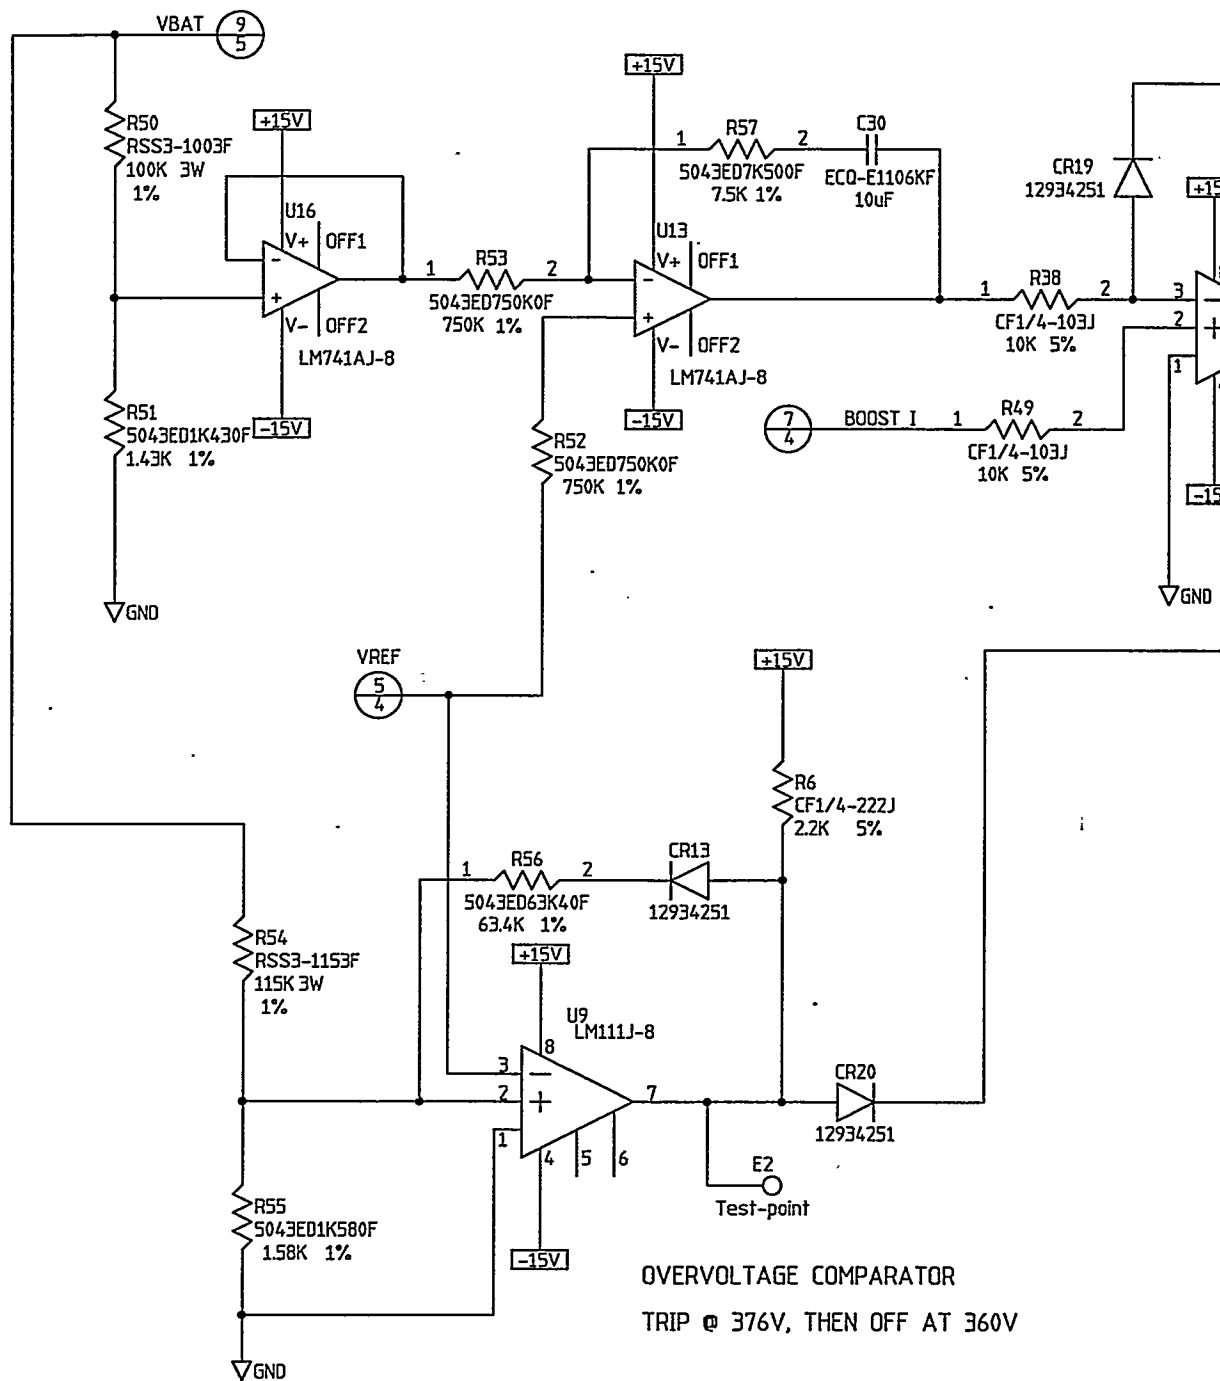 VBAT
9
5
+15V
R50
RSS3-1003F
100K 3W
1%
+15V
1 R57 2
5043ED7K500F
7.5K 1%
C30
ECQ-E1106KF
10uF
CR19
12934251
U16
V+ OFF1
-
+
V- OFF2
LM741AJ-8
-15V
1 R53 2
5043ED750K0F
750K 1%
U13
V+ OFF1
-
+
V- OFF2
LM741AJ-8
-15V
1 R38 2
CF1/4-103J
10K 5%
3
2
1
R51
5043ED1K430F
1.43K 1%
7
4
BOOST I
1 R49 2
CF1/4-103J
10K 5%
R52
5043ED750K0F
750K 1%
GND
GND
VREF
5
4
+15V
R6
CF1/4-222J
2.2K 5%
1 R56 2
5043ED63K40F
63.4K 1%
CR13
12934251
R54
RSS3-1153F
115K 3W
1%
+15V
U9
LM111J-8
8
3
2
1
7
4
5
6
-15V
CR20
12934251
E2
Test-point
R55
5043ED1K580F
1.58K 1%
GND
OVERVOLTAGE COMPARATOR
TRIP @ 376V, THEN OFF AT 360V